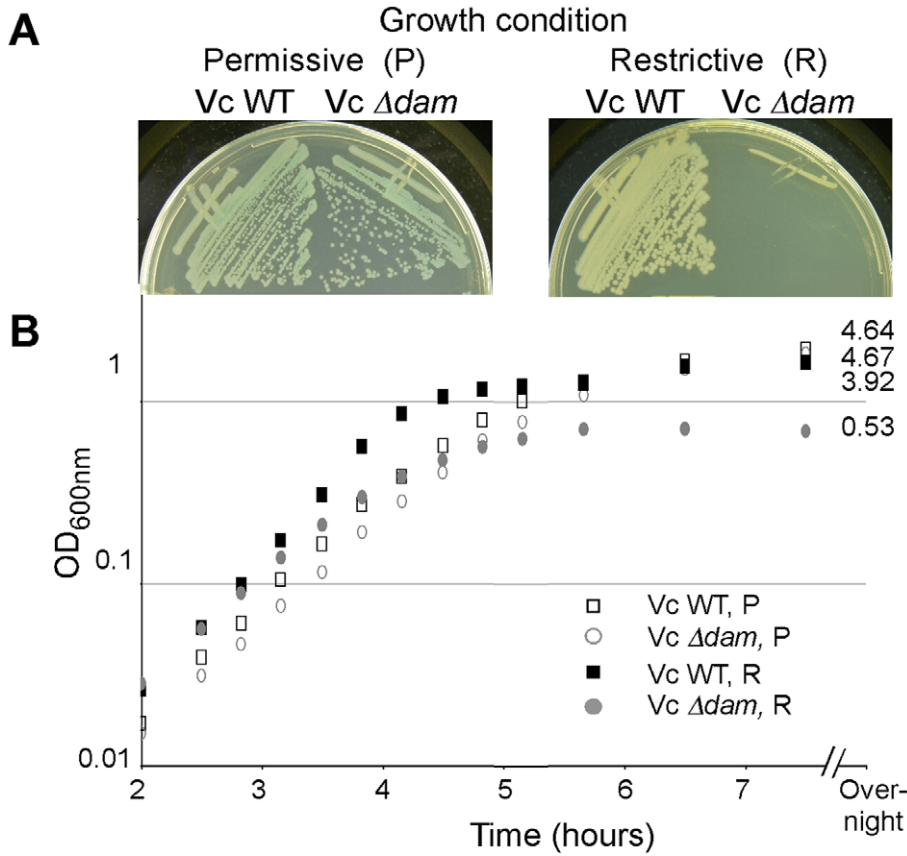 A
Growth condition
Permissive (P)
Restrictive (R)
Vc WT
Vc Δdam
Vc WT
Vc Δdam
B
4.64
4.67
3.92
0.53
1
0.1
0.01
OD600nm
Vc WT, P
Vc Δdam, P
Vc WT, R
Vc Δdam, R
2
3
4
5
6
7
Over-
night
Time (hours)